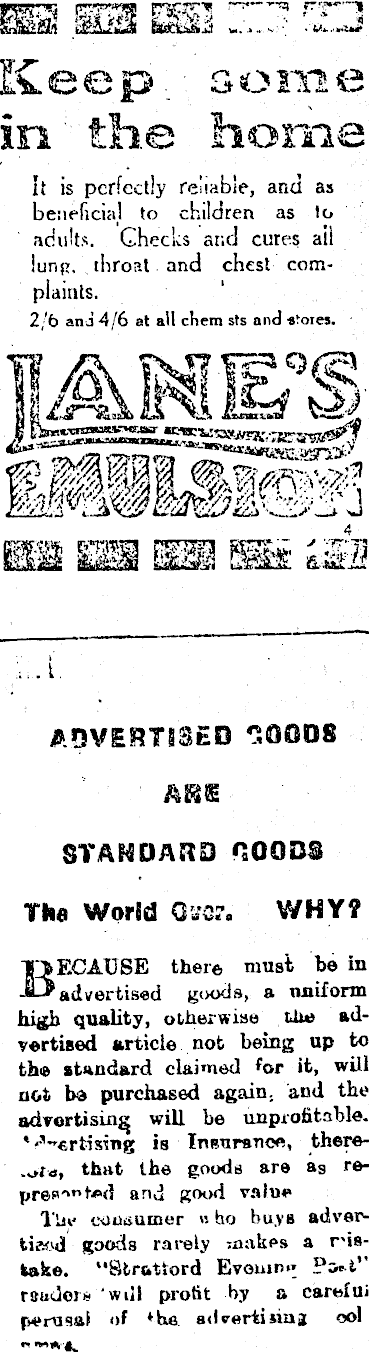 Keep some
in the home
It is perfectly reliable, and as
beneficial to children as to
adults. Checks and cures all
lung, throat and chest com-
plaints.
2/6 and 4/6 at all chemists and stores.
LANE'S
EMULSION
4
ADVERTISED GOODS
ARE
STANDARD GOODS
The World Over. WHY?
BECAUSE there must be in
advertised goods, a uniform
high quality, otherwise the ad-
vertised article not being up to
the standard claimed for it, will
not be purchased again, and the
advertising will be unprofitable.
Advertising is Insurance, there-
fore, that the goods are as re-
presented and good value
The consumer who buys adver-
tised goods rarely makes a mis-
take. "Stratford Evening Post"
readers will profit by a careful
perusal of the advertising col